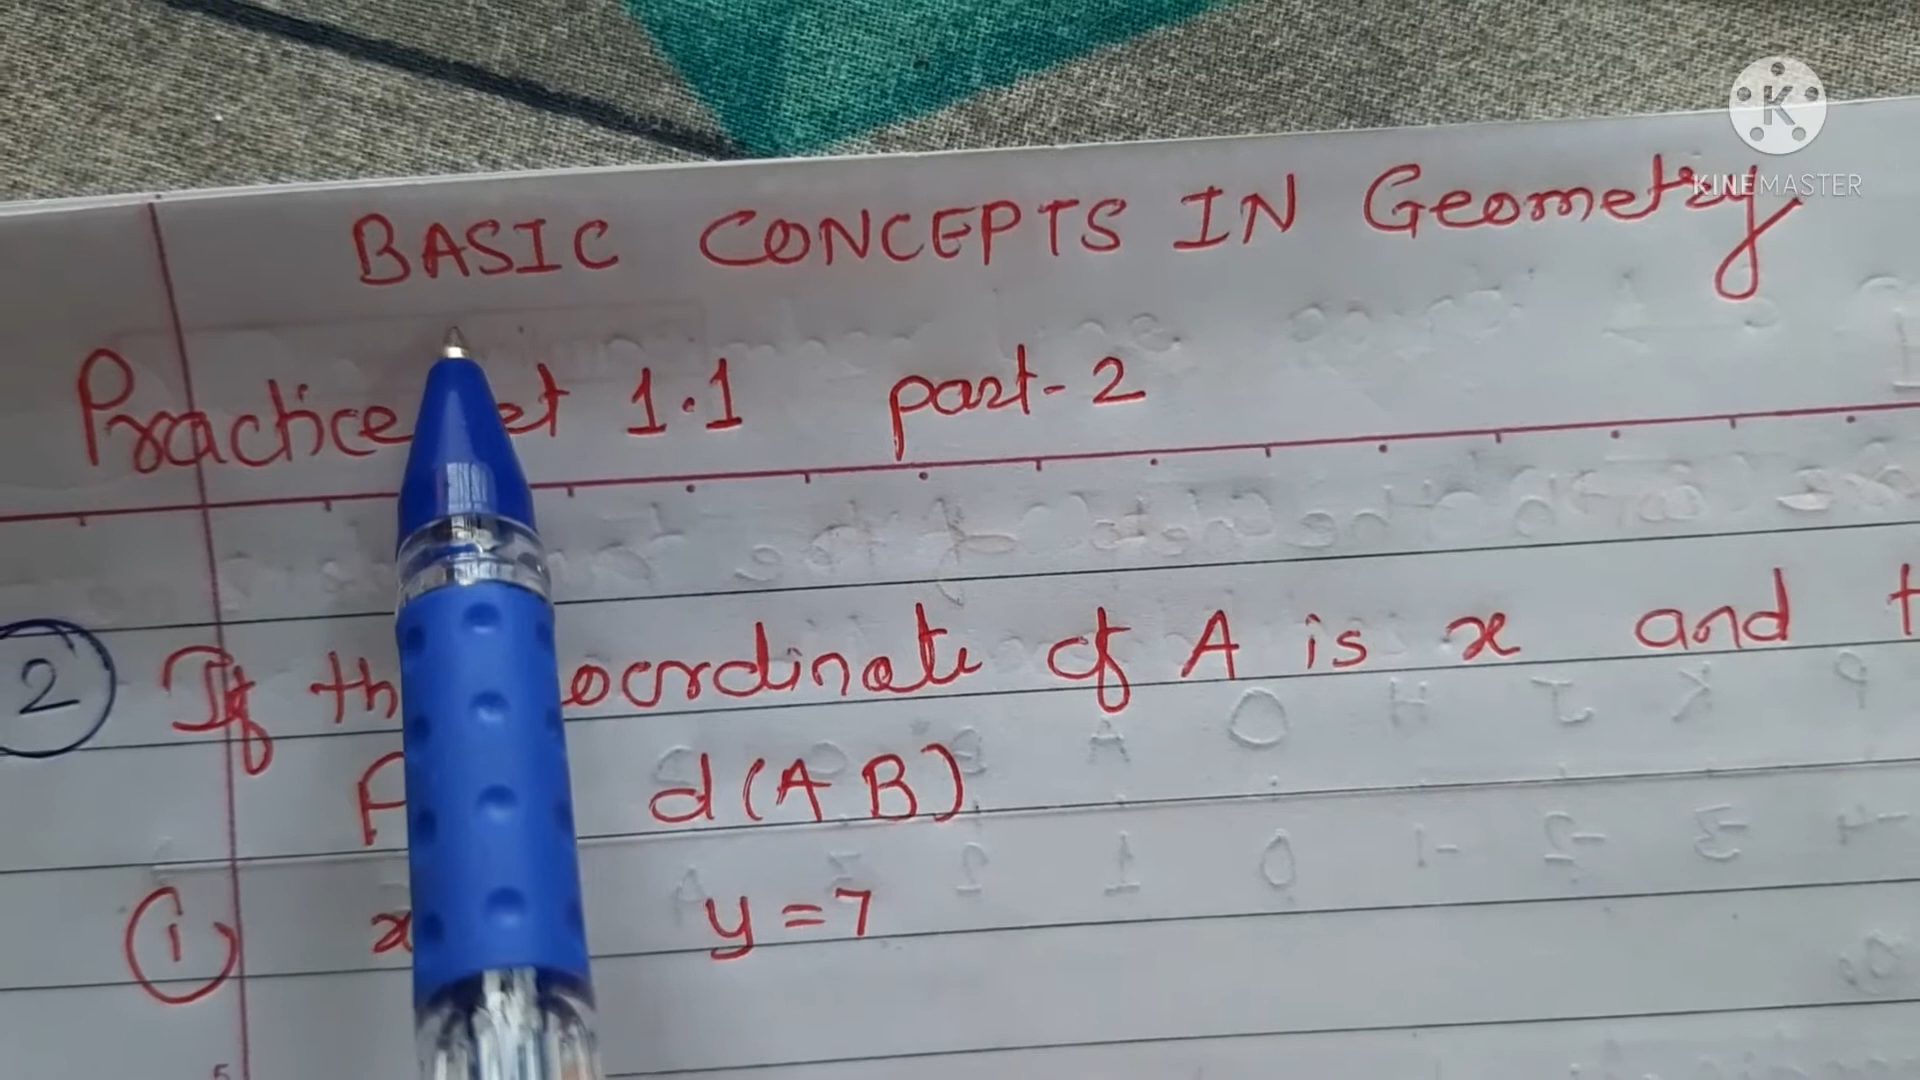 KINEMASTER
BASIC CONCEPTS IN Geometry
Practice et 1.1 part-2
2 If th oordinate of A is x and t
d(A B)
1 x y = 7